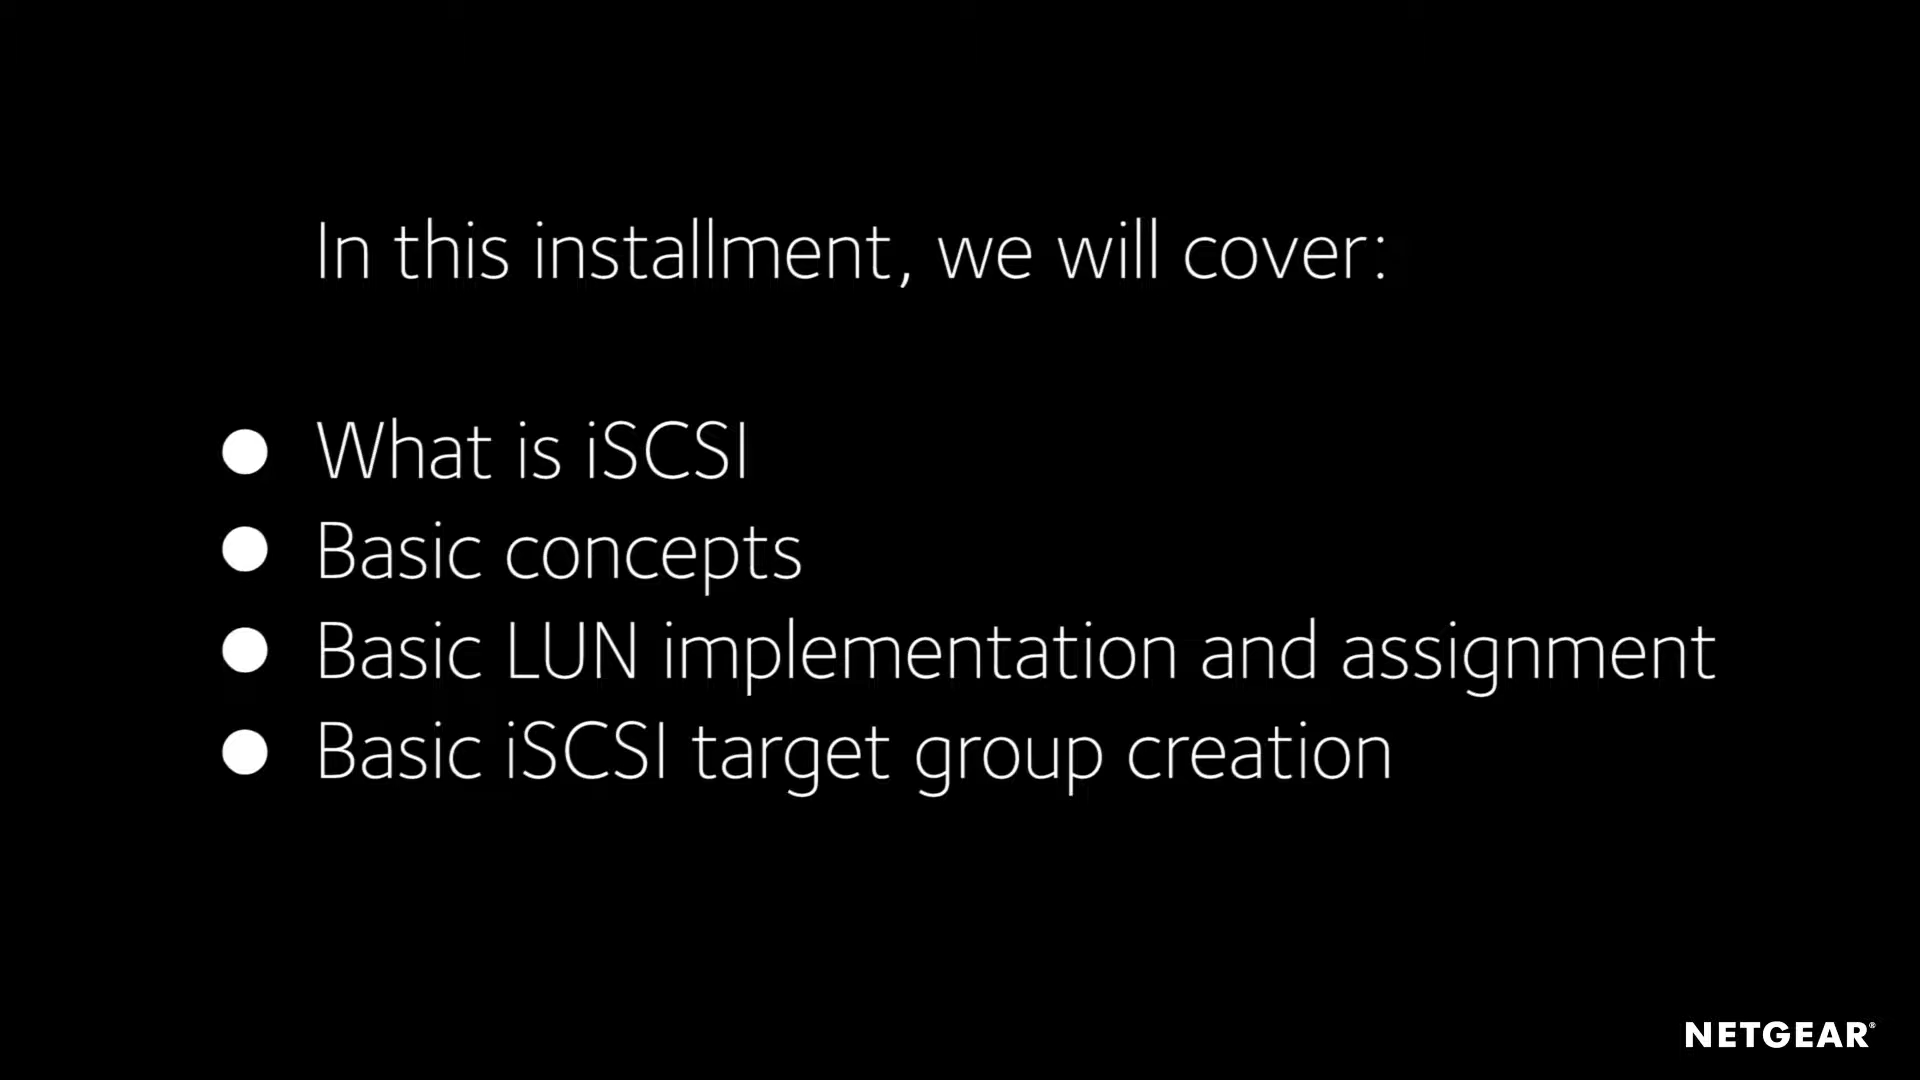 In this installment, we will cover:
● What is iSCSI
● Basic concepts
● Basic LUN implementation and assignment
● Basic iSCSI target group creation
NETGEAR®